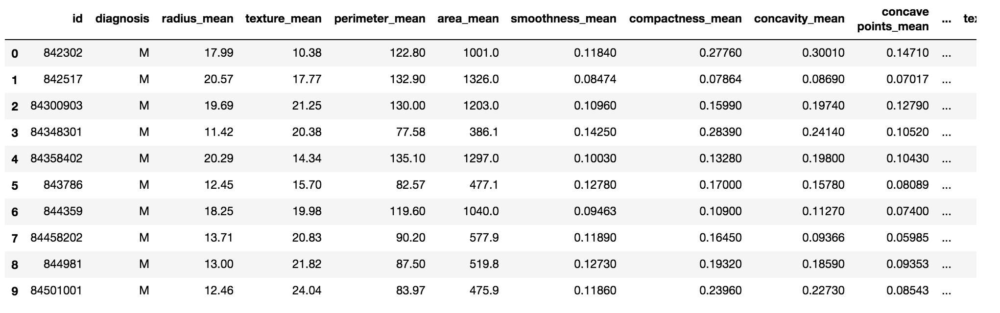 id diagnosis radius_mean texture_mean perimeter_mean area_mean smoothness_mean compactness_mean concavity_mean concave points_mean ... tex
0 842302 M 17.99 10.38 122.80 1001.0 0.11840 0.27760 0.30010 0.14710 ...
1 842517 M 20.57 17.77 132.90 1326.0 0.08474 0.07864 0.08690 0.07017 ...
2 84300903 M 19.69 21.25 130.00 1203.0 0.10960 0.15990 0.19740 0.12790 ...
3 84348301 M 11.42 20.38 77.58 386.1 0.14250 0.28390 0.24140 0.10520 ...
4 84358402 M 20.29 14.34 135.10 1297.0 0.10030 0.13280 0.19800 0.10430 ...
5 843786 M 12.45 15.70 82.57 477.1 0.12780 0.17000 0.15780 0.08089 ...
6 844359 M 18.25 19.98 119.60 1040.0 0.09463 0.10900 0.11270 0.07400 ...
7 84458202 M 13.71 20.83 90.20 577.9 0.11890 0.16450 0.09366 0.05985 ...
8 844981 M 13.00 21.82 87.50 519.8 0.12730 0.19320 0.18590 0.09353 ...
9 84501001 M 12.46 24.04 83.97 475.9 0.11860 0.23960 0.22730 0.08543 ...